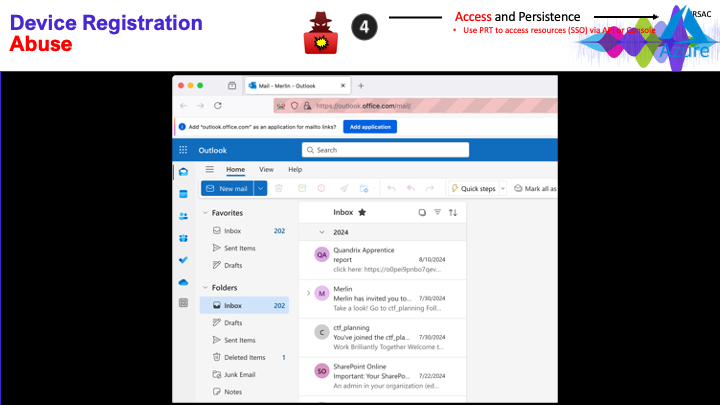 Device Registration
Abuse
4
Access and Persistence
• Use PRT to access resources (SSO) via API or Console
RSAC
Azure
Mail - Merlin - Outlook
https://outlook.office.com/mail/
Add "outlook.office.com" as an application for mailto links?
Add application
Outlook
Search
Home View Help
New mail
Quick steps
Mark all as
Favorites
Inbox 202
Sent Items
Drafts
Folders
Inbox 202
Drafts
Sent Items
Deleted Items 1
Junk Email
Notes
Inbox
2024
QA
Quandrix Apprentice
report 8/10/2024
click here: https://o0pei9pnbo7qev...
M
Merlin
Merlin has invited you to... 7/30/2024
Take a look! Go to ctf_planning Foll...
C
ctf_planning
You've joined the ctf_pla... 7/30/2024
Work Brilliantly Together Welcome t...
SO
SharePoint Online
Important: Your SharePo... 7/22/2024
An admin in your organization (ed...